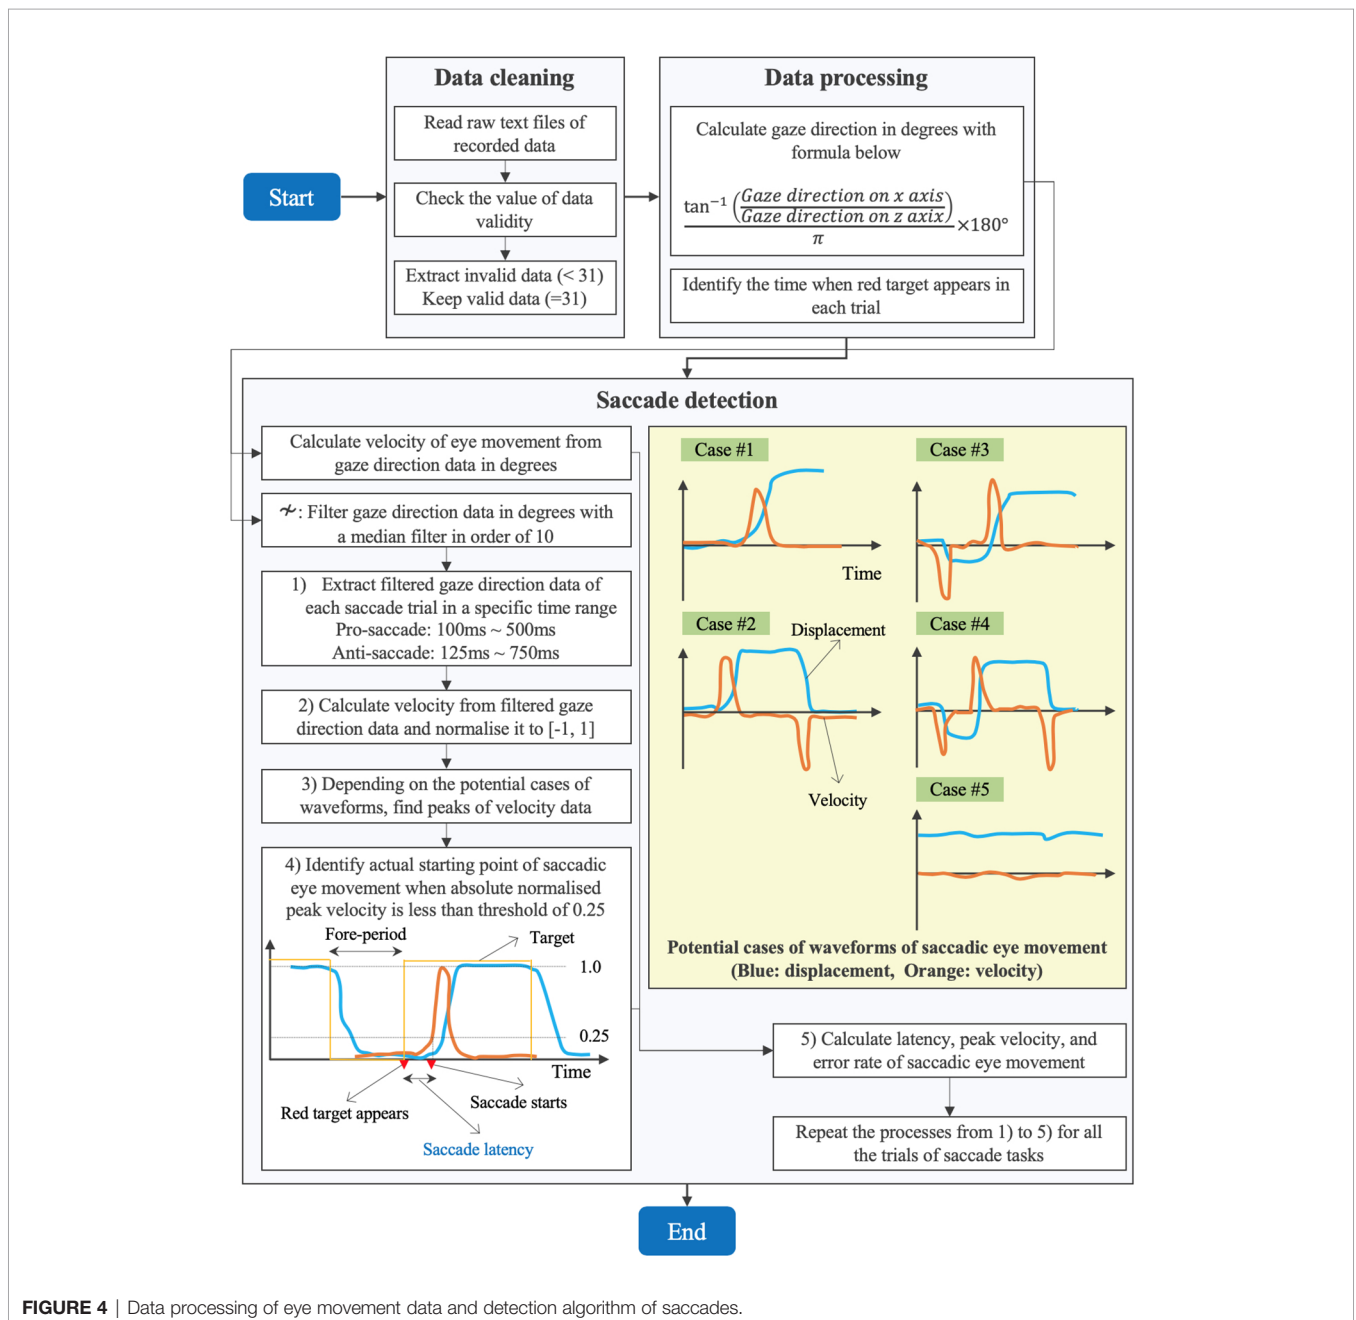 Start
Data cleaning
Read raw text files of
recorded data
Check the value of data
validity
Extract invalid data (< 31)
Keep valid data (=31)
Data processing
Calculate gaze direction in degrees with
formula below
tan⁻¹ (Gaze direction on x axis / Gaze direction on z axix)
π
×180°
Identify the time when red target appears in
each trial
Saccade detection
Calculate velocity of eye movement from
gaze direction data in degrees
≁: Filter gaze direction data in degrees with
a median filter in order of 10
1) Extract filtered gaze direction data of
each saccade trial in a specific time range
Pro-saccade: 100ms ~ 500ms
Anti-saccade: 125ms ~ 750ms
2) Calculate velocity from filtered gaze
direction data and normalise it to [-1, 1]
3) Depending on the potential cases of
waveforms, find peaks of velocity data
4) Identify actual starting point of saccadic
eye movement when absolute normalised
peak velocity is less than threshold of 0.25
Fore-period
Target
1.0
0.25
Time
Red target appears
Saccade starts
Saccade latency
Case #1
Time
Case #2
Displacement
Velocity
Case #3
Case #4
Case #5
Potential cases of waveforms of saccadic eye movement
(Blue: displacement, Orange: velocity)
5) Calculate latency, peak velocity, and
error rate of saccadic eye movement
Repeat the processes from 1) to 5) for all
the trials of saccade tasks
End
FIGURE 4 | Data processing of eye movement data and detection algorithm of saccades.